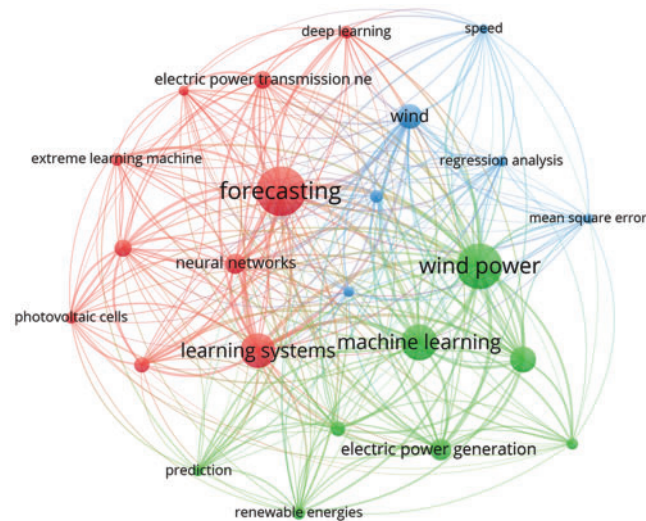 deep learning
speed
electric power transmission ne
wind
extreme learning machine
regression analysis
forecasting
mean square error
neural networks
wind power
photovoltaic cells
learning systems
machine learning
electric power generation
prediction
renewable energies